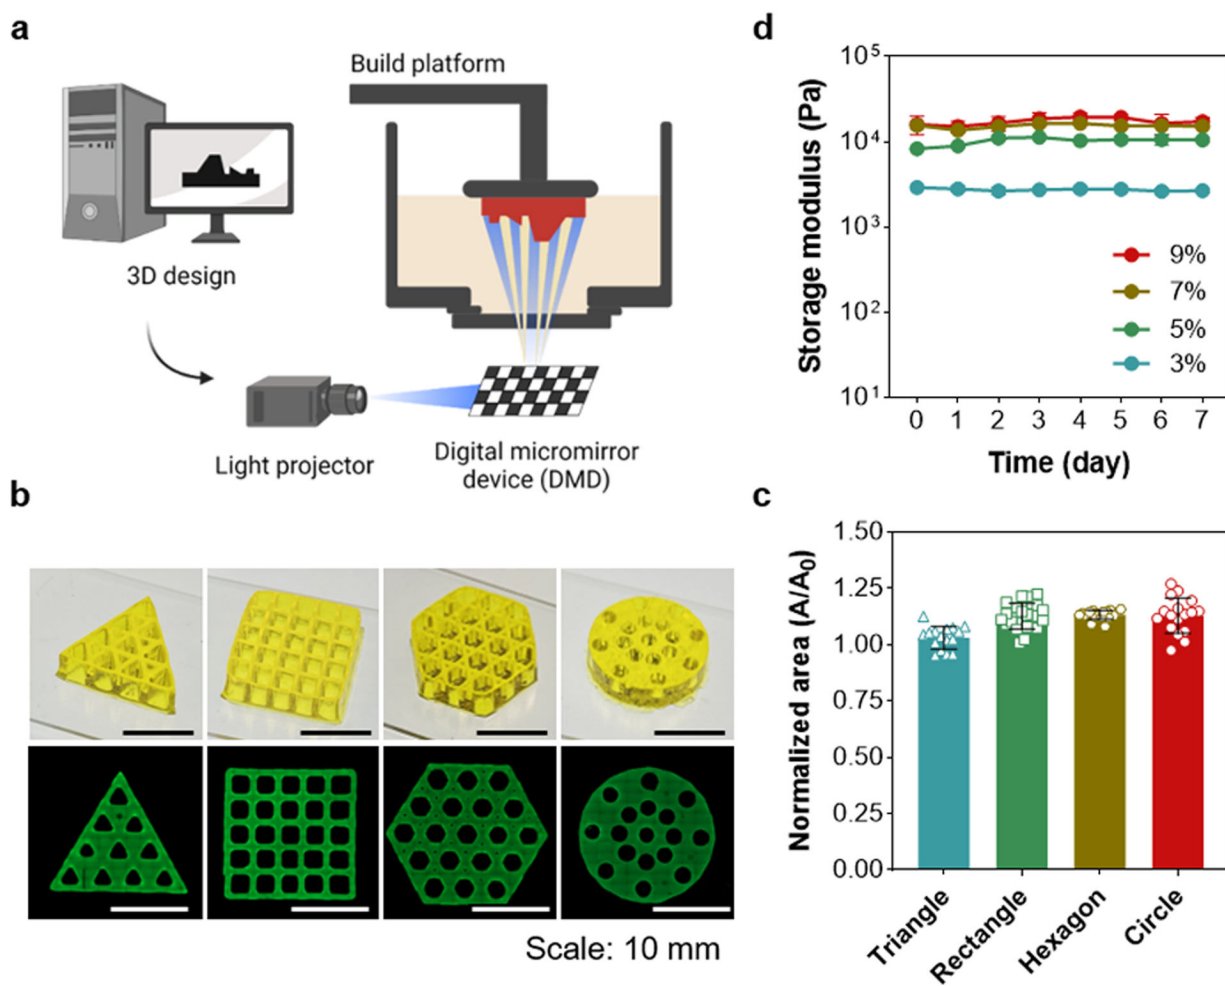 a
Build platform
3D design
Light projector
Digital micromirror
device (DMD)
d
Storage modulus (Pa)
10⁵
10⁴
10³
10²
10¹
9%
7%
5%
3%
0 1 2 3 4 5 6 7
Time (day)
b
Scale: 10 mm
c
Normalized area (A/A₀)
1.50
1.25
1.00
0.75
0.50
0.25
0.00
Triangle
Rectangle
Hexagon
Circle